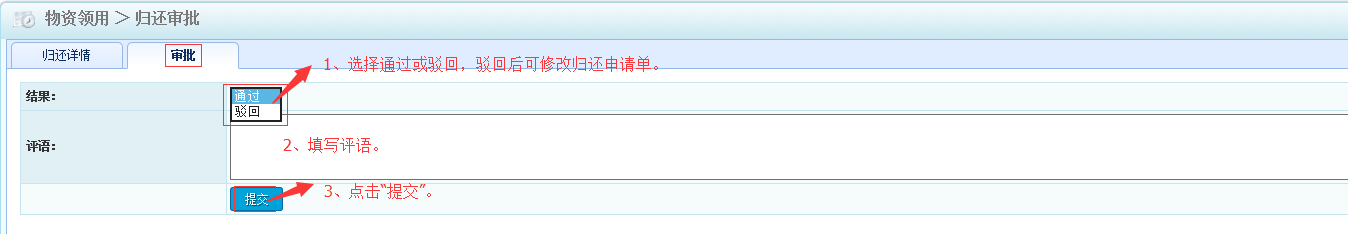 物资领用 > 归还审批
归还详情 审批
1、选择通过或驳回，驳回后可修改归还申请单。
结果：
通过
驳回
评语：
2、填写评语。
提交
3、点击“提交”。